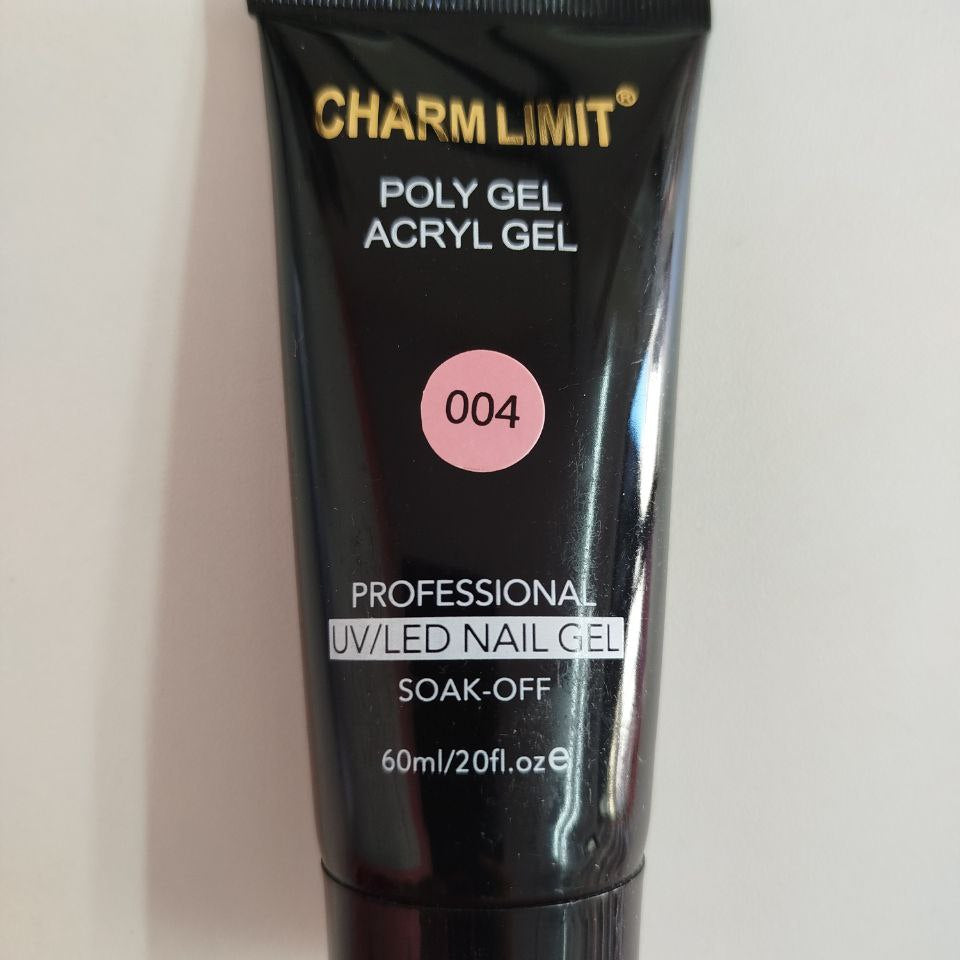 CHARM LIMIT®
POLY GEL
ACRYL GEL
004
PROFESSIONAL
UV/LED NAIL GEL
SOAK-OFF
60ml/20fl.oz℮